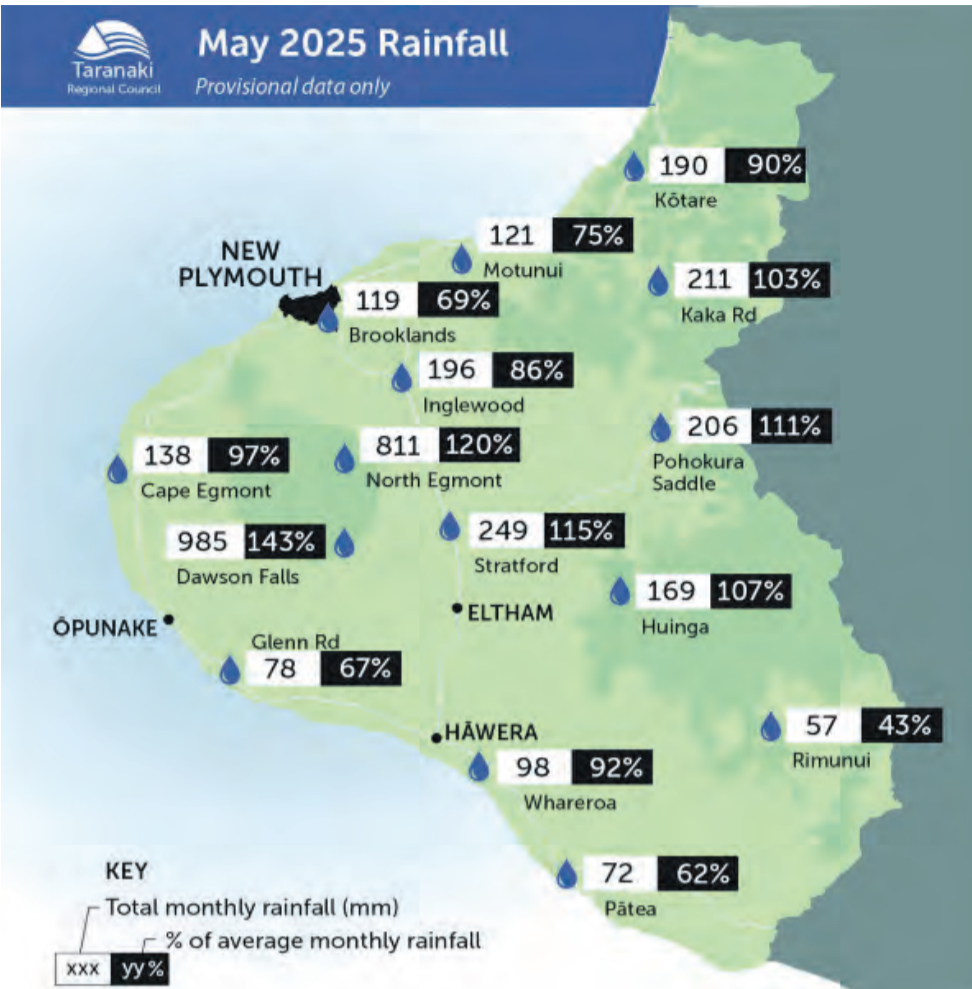 Taranaki
Regional Council
May 2025 Rainfall
Provisional data only
190 90%
Kōtare
121 75%
Motunui
NEW
PLYMOUTH
211 103%
Kaka Rd
119 69%
Brooklands
196 86%
Inglewood
206 111%
Pohokura
Saddle
138 97%
Cape Egmont
811 120%
North Egmont
985 143%
Dawson Falls
249 115%
Stratford
169 107%
Huinga
ŌPUNAKE
ELTHAM
Glenn Rd
78 67%
57 43%
Rimunui
HĀWERA
98 92%
Whareroa
72 62%
Pātea
KEY
Total monthly rainfall (mm)
% of average monthly rainfall
xxx yy%